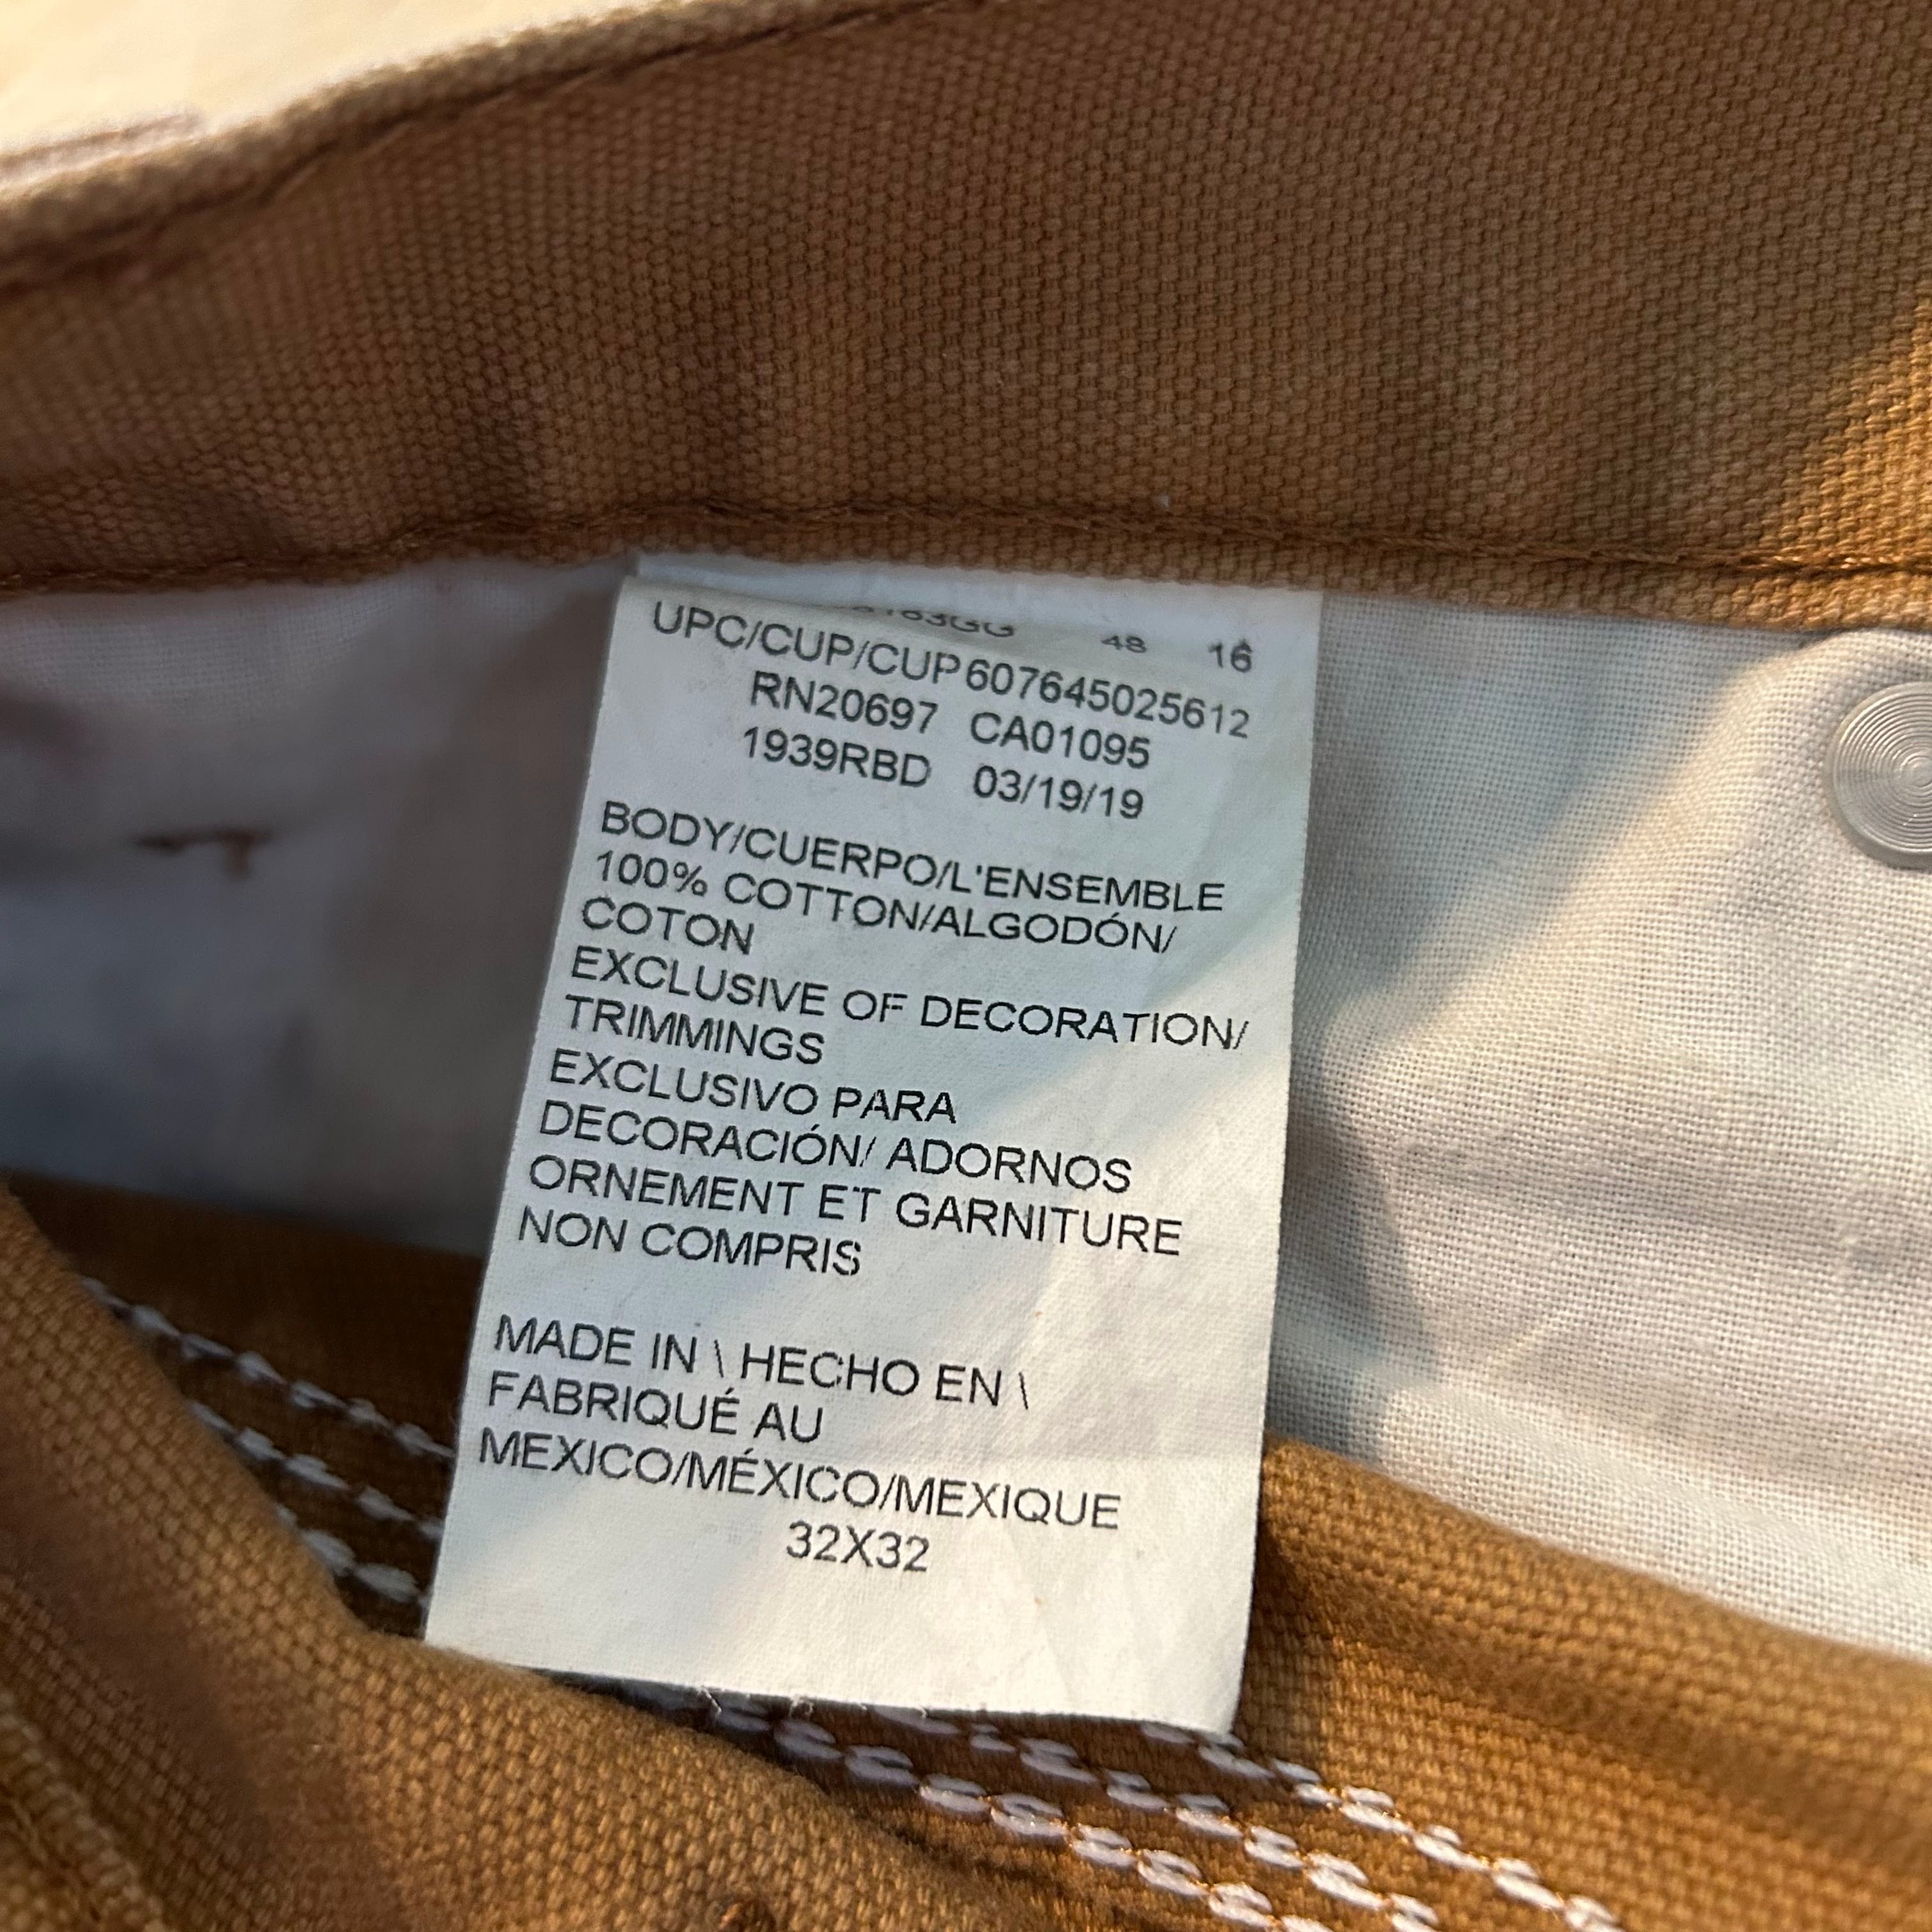 48 16
UPC/CUP/CUP 607645025612
RN20697 CA01095
1939RBD 03/19/19
BODY/CUERPO/L'ENSEMBLE
100% COTTON/ALGODÓN/
COTON
EXCLUSIVE OF DECORATION/
TRIMMINGS
EXCLUSIVO PARA
DECORACIÓN/ ADORNOS
ORNEMENT ET GARNITURE
NON COMPRIS
MADE IN \ HECHO EN \
FABRIQUÉ AU
MEXICO/MÉXICO/MEXIQUE
32X32